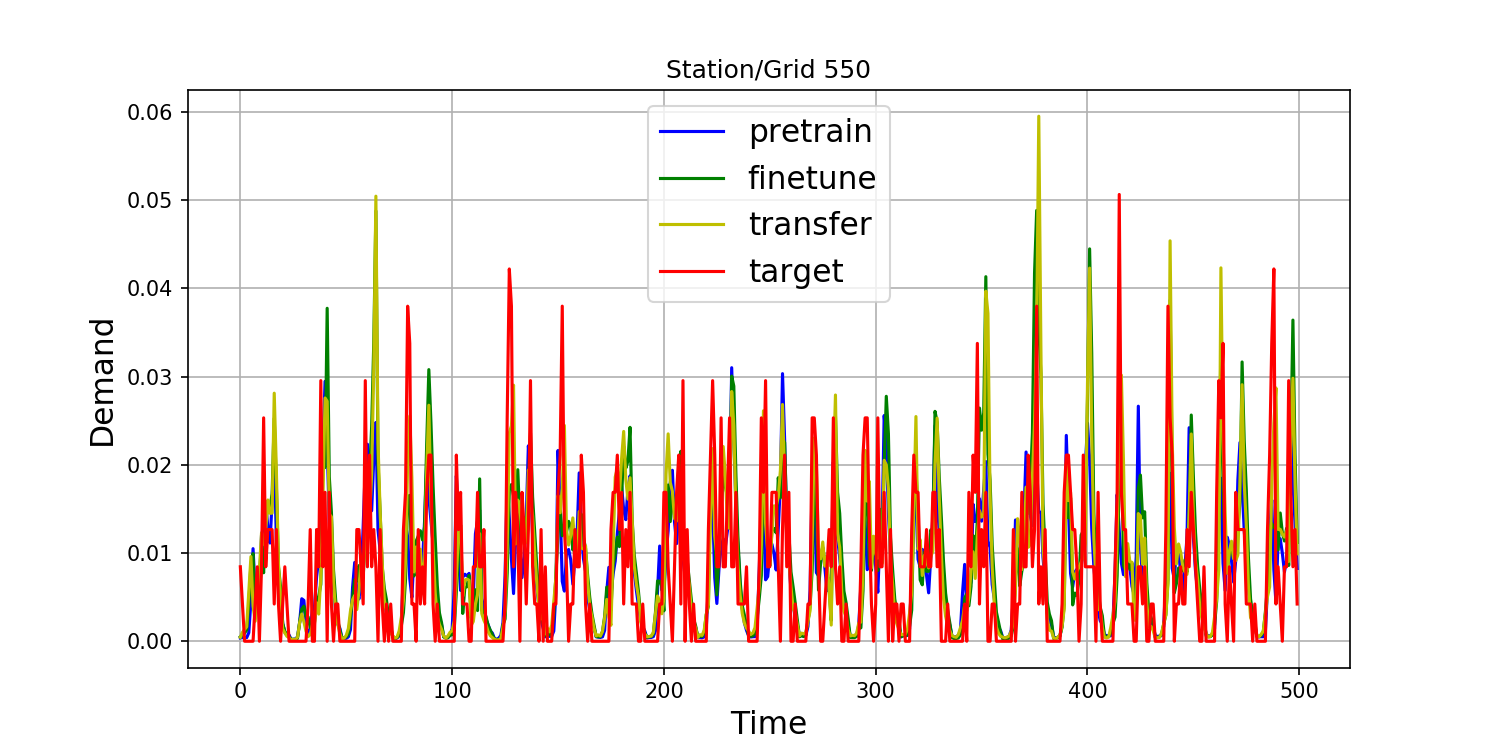 Station/Grid 550
0.06
0.05
0.04
0.03
0.02
0.01
0.00
Demand
pretrain
finetune
transfer
target
0 100 200 300 400 500
Time